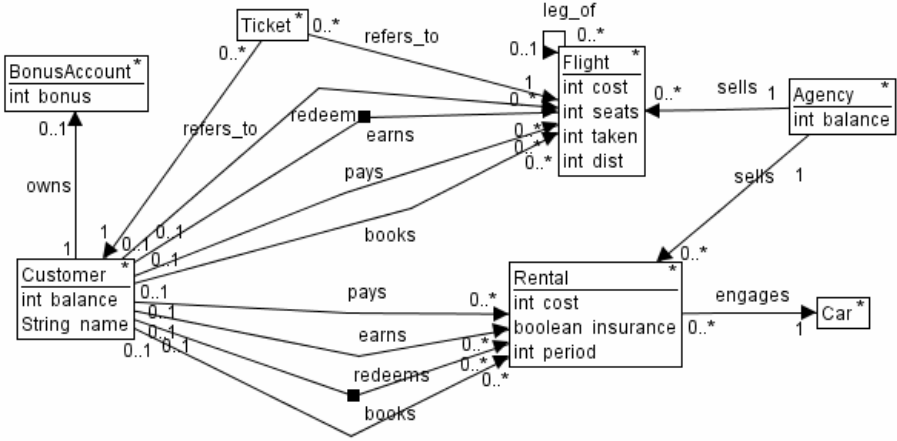 leg_of
Ticket *
0..*
0..*
refers_to
0..1
0..*
BonusAccount *
int bonus
Flight *
int cost
int seats
int taken
int dist
1
0..*
0..*
sells
1
Agency *
int balance
0..1
redeem
earns
refers_to
0..*
0..*
0..*
pays
owns
sells
1
books
1
1
0..1
0..1
0..1
0..*
Customer *
int balance
String name
Rental *
int cost
boolean insurance
int period
0..1
pays
0..*
engages
0..*
1
Car *
0..1
earns
0..1
0..1
0..1
redeems
0..*
0..*
0..*
books